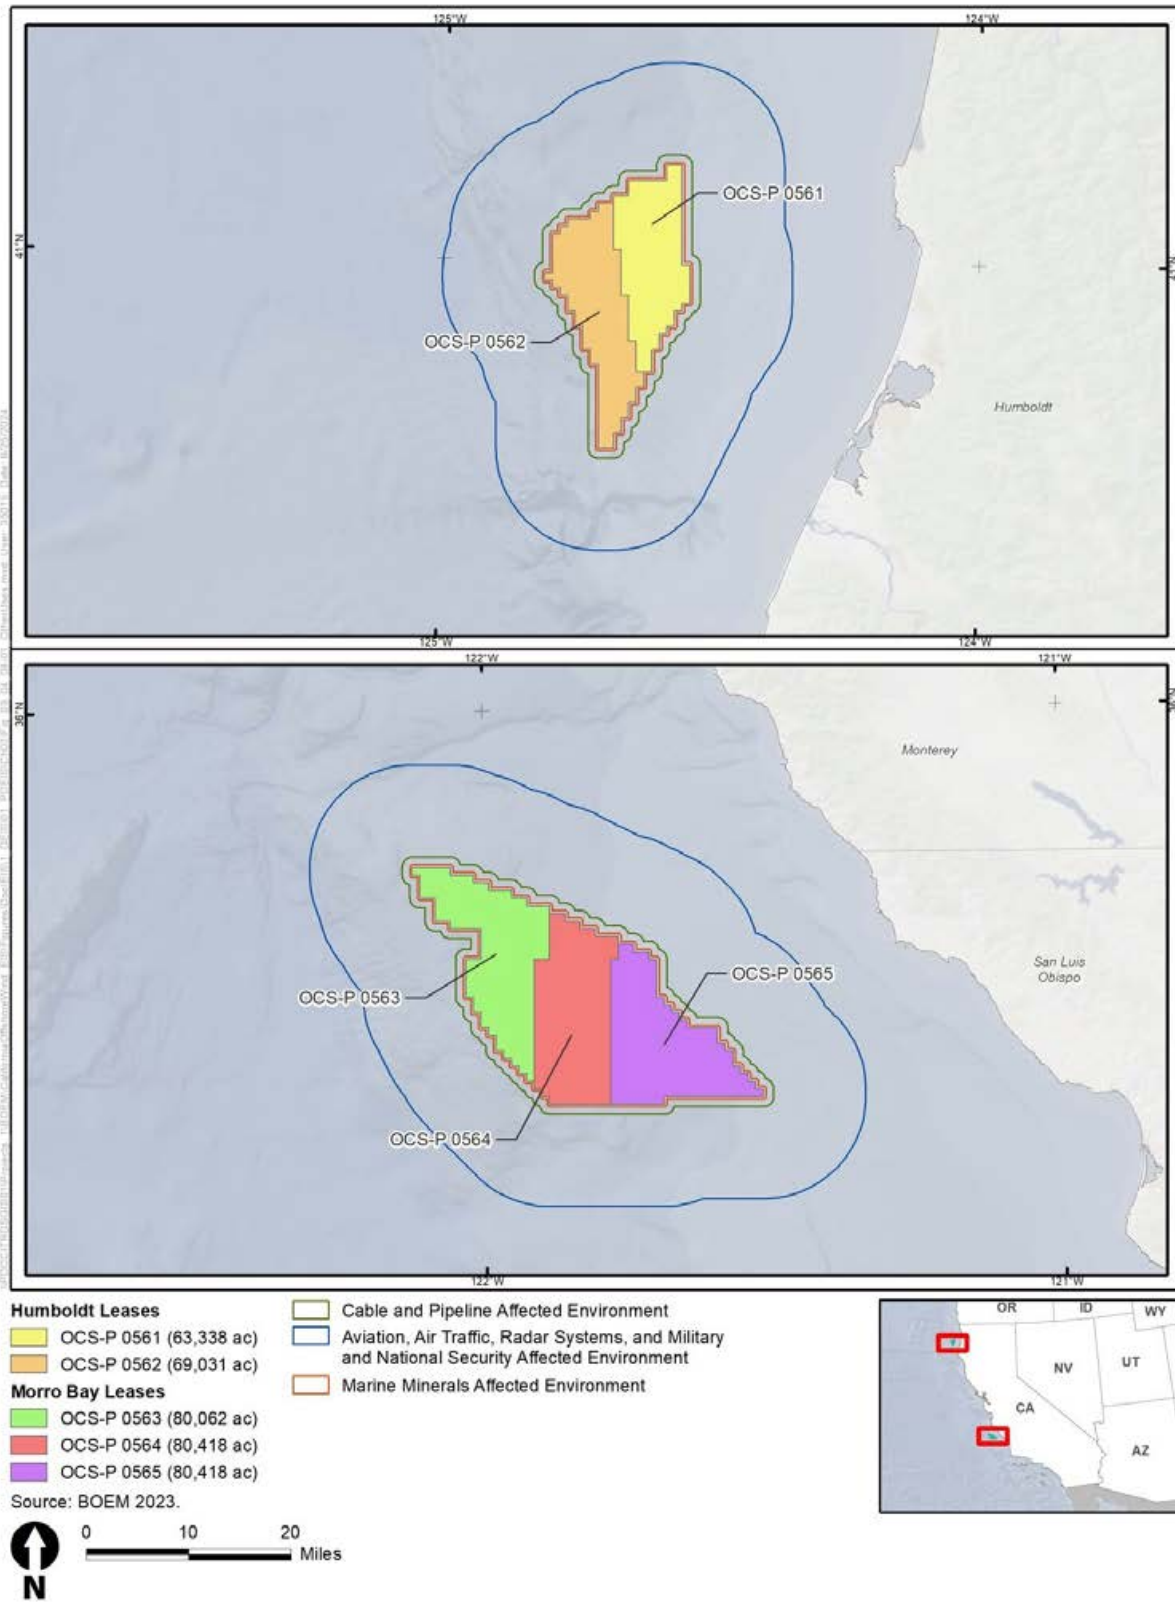 125°W
124°W
41°N
OCS-P 0561
OCS-P 0562
Humboldt
125°W
124°W
122°W
121°W
36°N
Monterey
San Luis
Obispo
OCS-P 0563
OCS-P 0565
OCS-P 0564
122°W
121°W
Humboldt Leases
OCS-P 0561 (63,338 ac)
OCS-P 0562 (69,031 ac)
Morro Bay Leases
OCS-P 0563 (80,062 ac)
OCS-P 0564 (80,418 ac)
OCS-P 0565 (80,418 ac)
Source: BOEM 2023.
0 10 20
Miles
N
Cable and Pipeline Affected Environment
Aviation, Air Traffic, Radar Systems, and Military
and National Security Affected Environment
Marine Minerals Affected Environment
OR ID WY
NV UT
CA
AZ